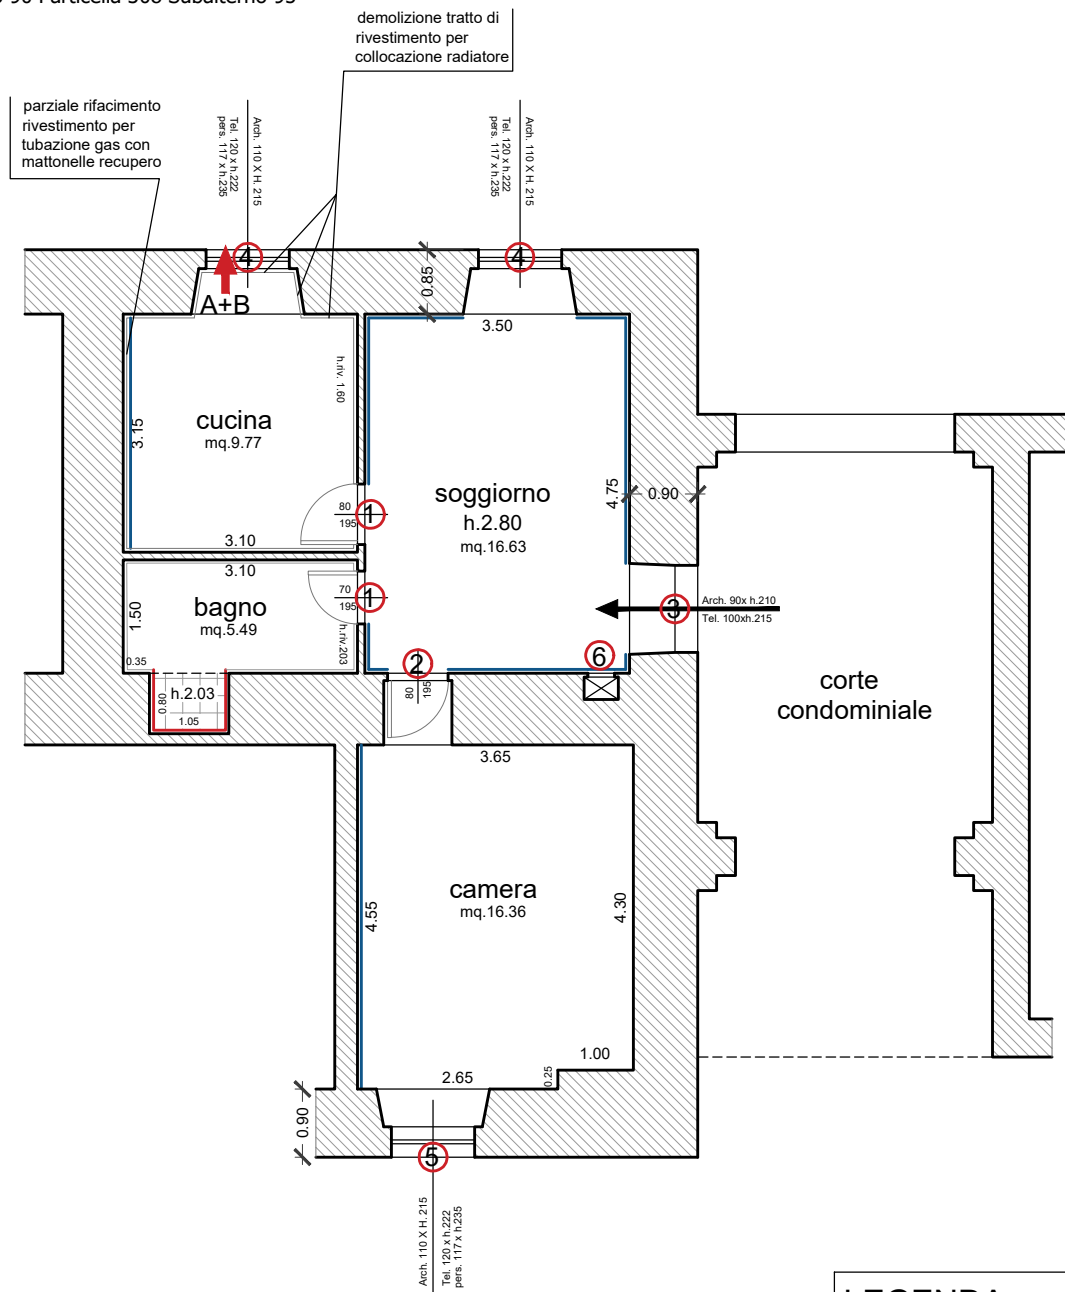 90 Particella 508 Subalterno 95
demolizione tratto di
rivestimento per
collocazione radiatore
parziale rifacimento
rivestimento per
tubazione gas con
mattonelle recupero
Arch. 110 X H. 215
Tel. 120 x h.222
pers. 117 x h.235
Arch. 110 X H. 215
Tel. 120 x h.222
pers. 117 x h.235
4
4
A+B
0.85
3.50
h.riv. 1.60
cucina
mq.9.77
3.15
3.10
80
195
1
soggiorno
h.2.80
mq.16.63
4.75
0.90
3.10
bagno
mq.5.49
1.50
0.35
70
195
1
h.riv.203
h.2.03
0.80
1.05
2
80
195
6
3
Arch. 90x h.210
Tel. 100xh.215
corte
condominiale
3.65
camera
mq.16.36
4.55
4.30
1.00
0.25
2.65
0.90
5
Arch. 110 X H. 215
Tel. 120 x h.222
pers. 117 x h.235
LEGENDA